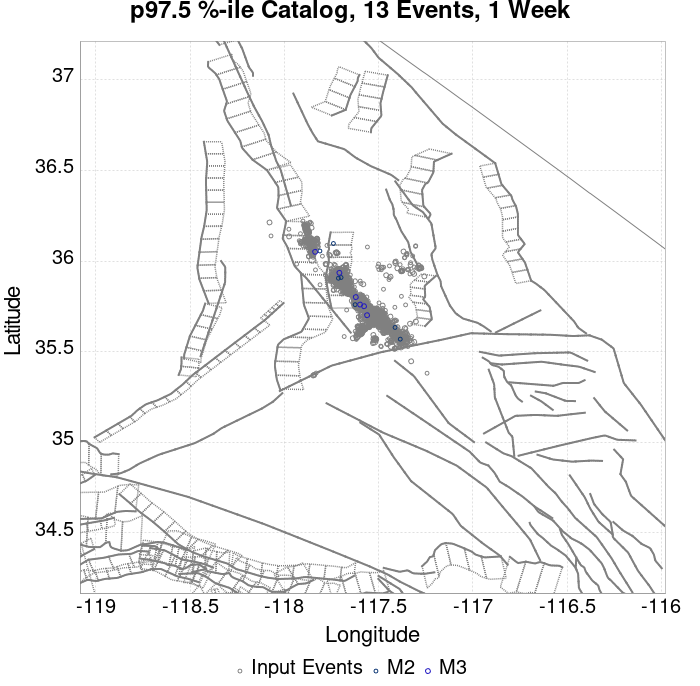 p97.5 %-ile Catalog, 13 Events, 1 Week
37
36.5
36
35.5
35
34.5
Latitude
-119 -118.5 -118 -117.5 -117 -116.5 -116
Longitude
Input Events M2 M3